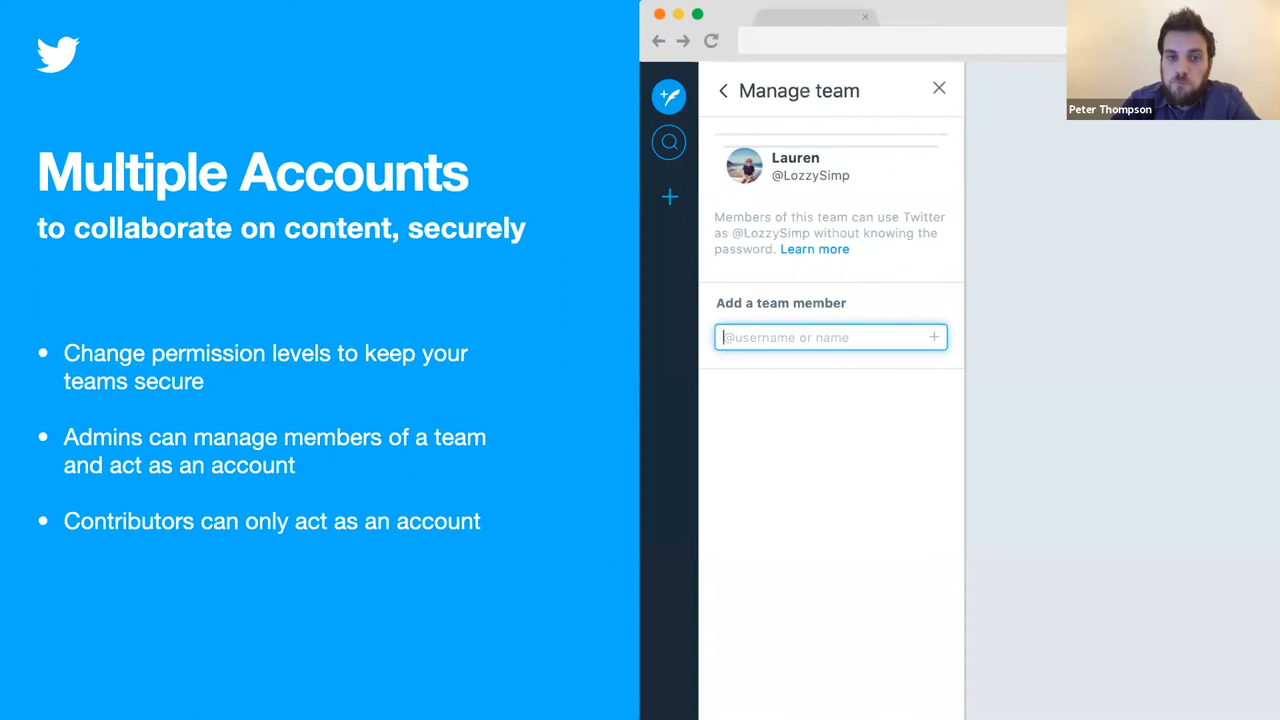 Multiple Accounts
to collaborate on content, securely
• Change permission levels to keep your
teams secure
• Admins can manage members of a team
and act as an account
• Contributors can only act as an account
Manage team
Lauren
@LozzySimp
Members of this team can use Twitter
as @LozzySimp without knowing the
password. Learn more
Add a team member
@username or name
Peter Thompson